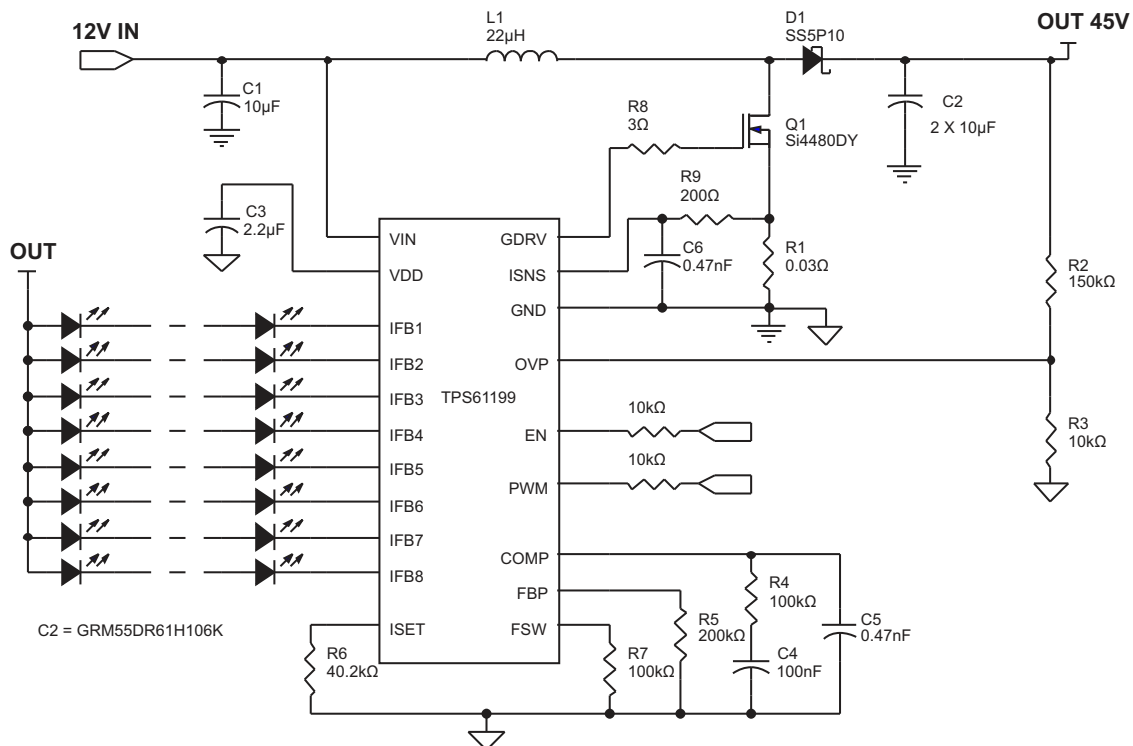 12V IN
L1
22µH
D1
SS5P10
OUT 45V
C1
10µF
R8
3Ω
Q1
Si4480DY
C2
2 X 10µF
R9
200Ω
C3
2.2µF
OUT
VIN
VDD
IFB1
IFB2
IFB3
IFB4
IFB5
IFB6
IFB7
IFB8
ISET
TPS61199
GDRV
ISNS
GND
OVP
EN
PWM
COMP
FBP
FSW
C6
0.47nF
R1
0.03Ω
R2
150kΩ
10kΩ
10kΩ
R3
10kΩ
R4
100kΩ
C4
100nF
C5
0.47nF
R5
200kΩ
R7
100kΩ
R6
40.2kΩ
C2 = GRM55DR61H106K